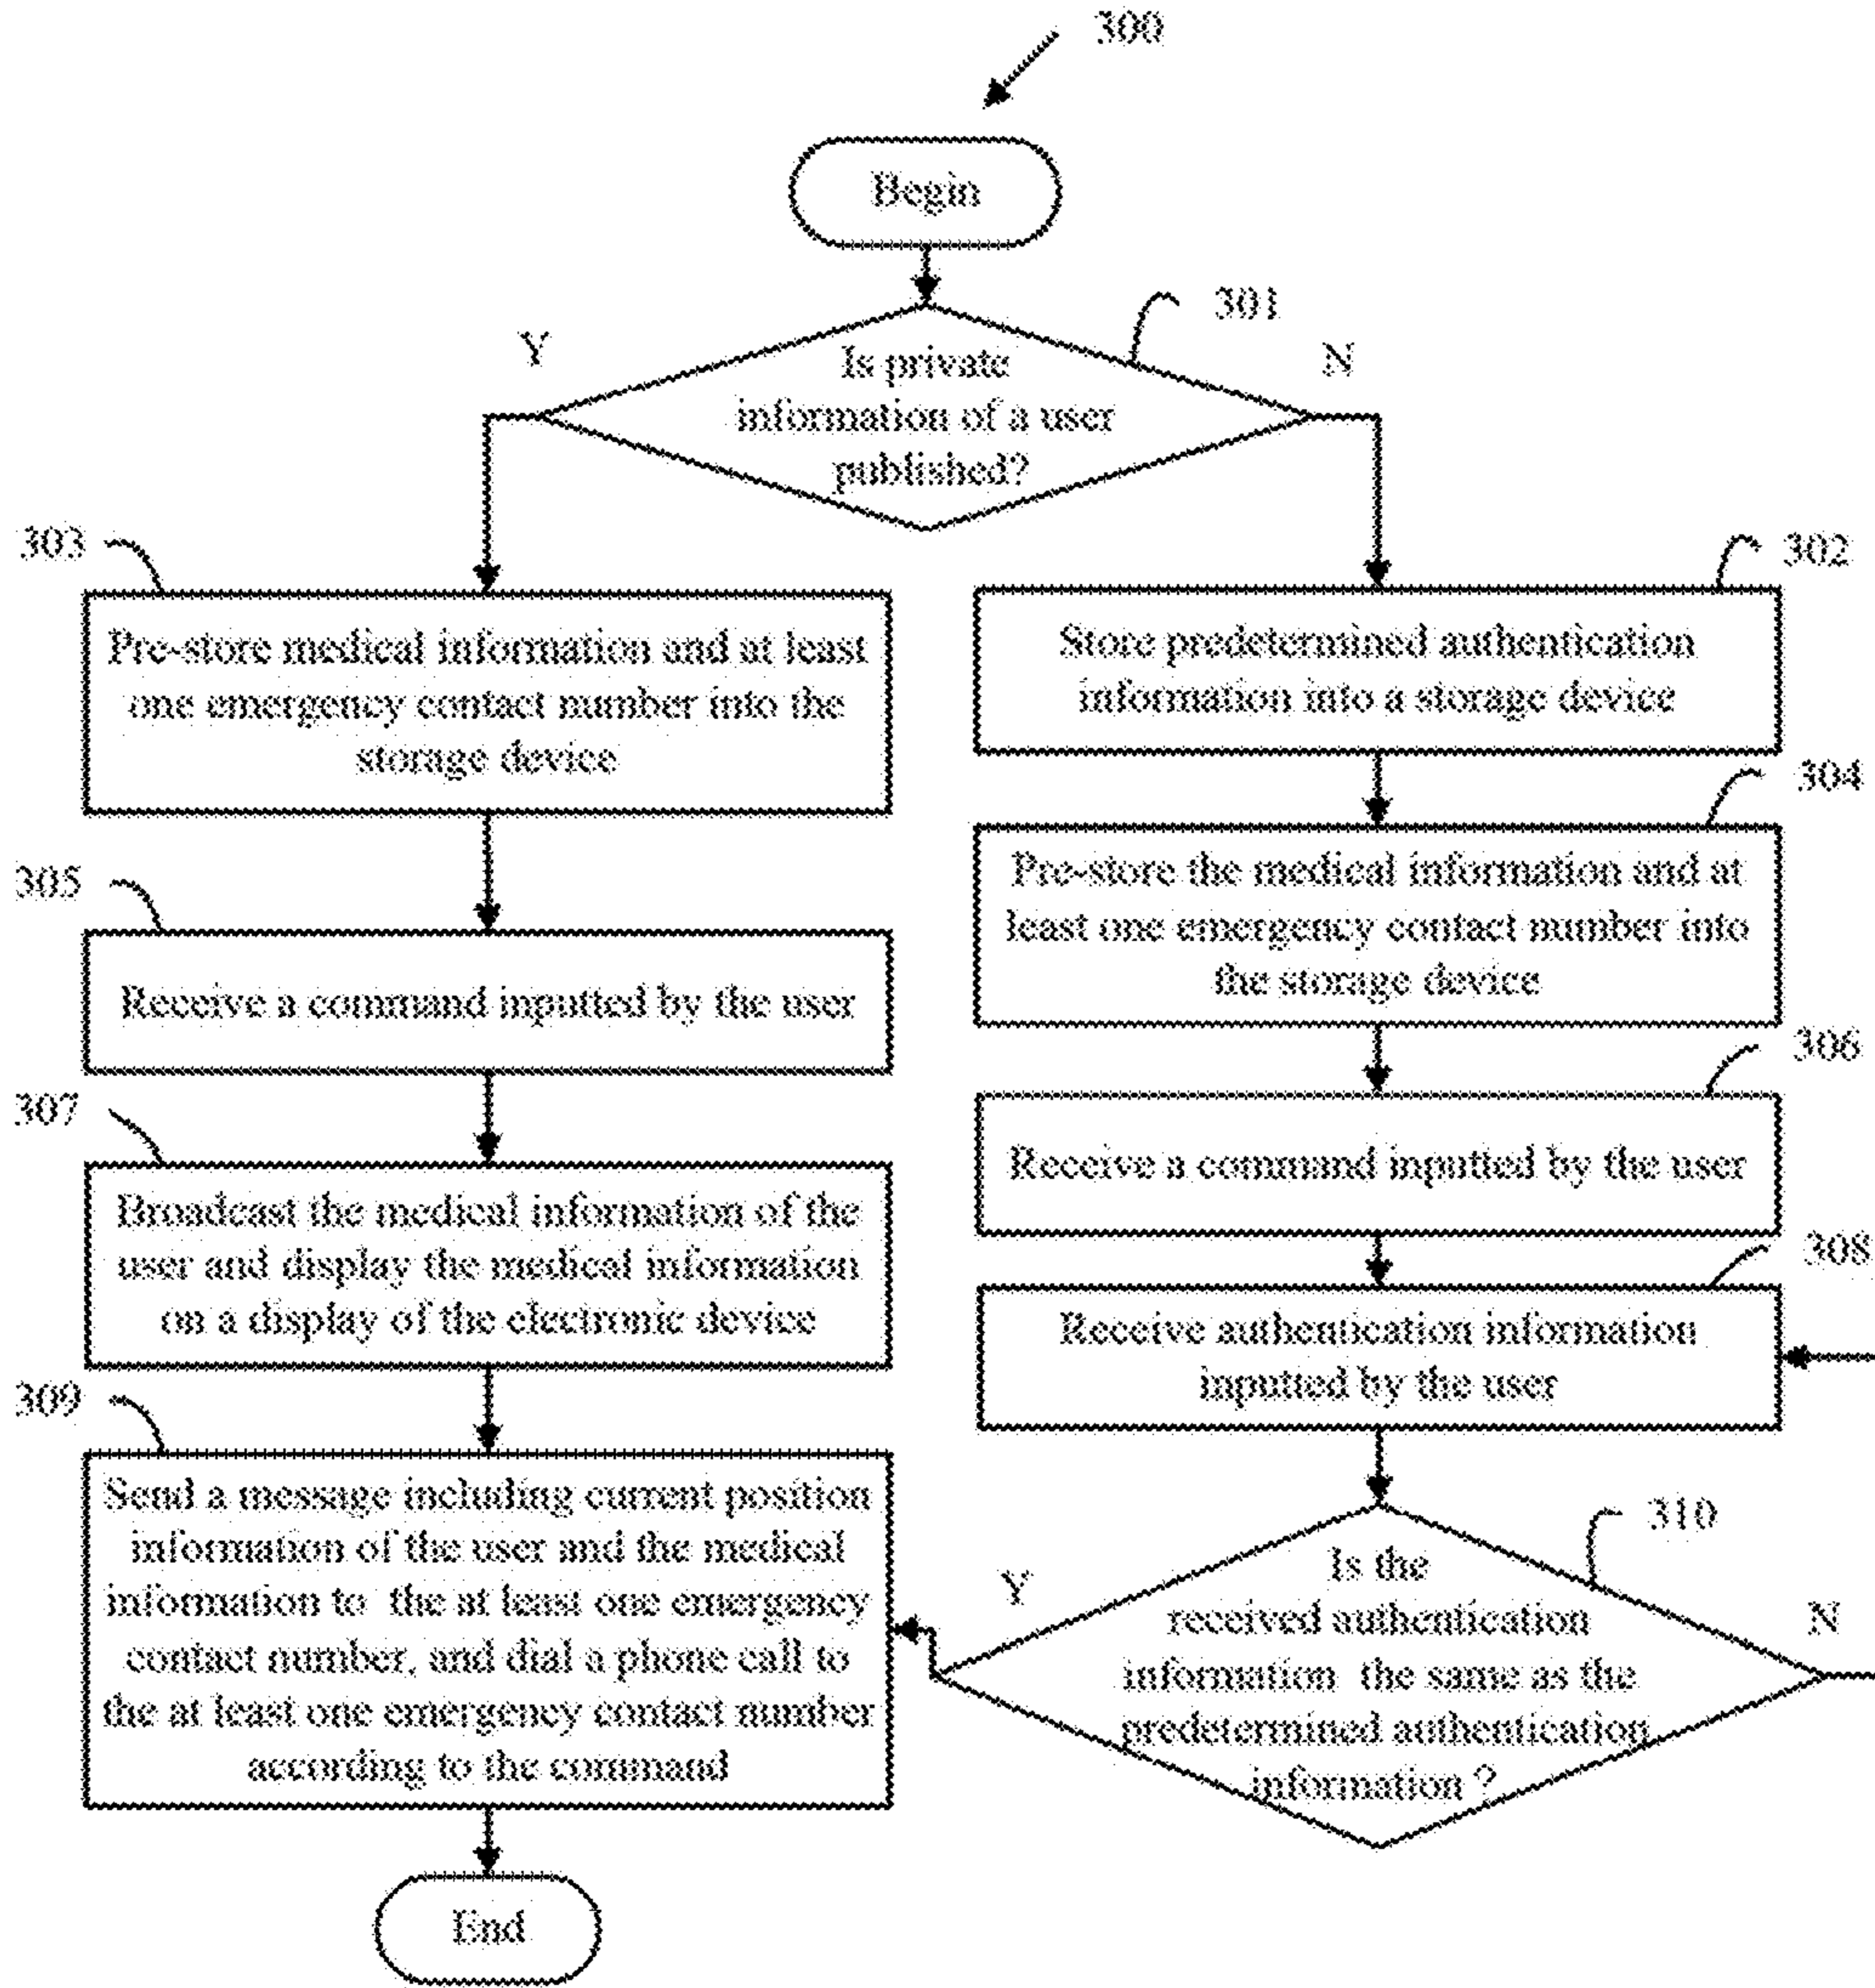 300
Begin
301
Y
N
Is private
information of a user
published?
303
Pre-store medical information and at least
one emergency contact number into the
storage device
302
Store predetermined authentication
information into a storage device
304
Pre-store the medical information and at
least one emergency contact number into
the storage device
305
Receive a command inputted by the user
306
Receive a command inputted by the user
307
Broadcast the medical information of the
user and display the medical information
on a display of the electronic device
308
Receive authentication information
inputted by the user
309
Send a message including current position
information of the user and the medical
information to the at least one emergency
contact number, and dial a phone call to
the at least one emergency contact number
according to the command
310
Y
N
Is the
received authentication
information the same as the
predetermined authentication
information ?
End